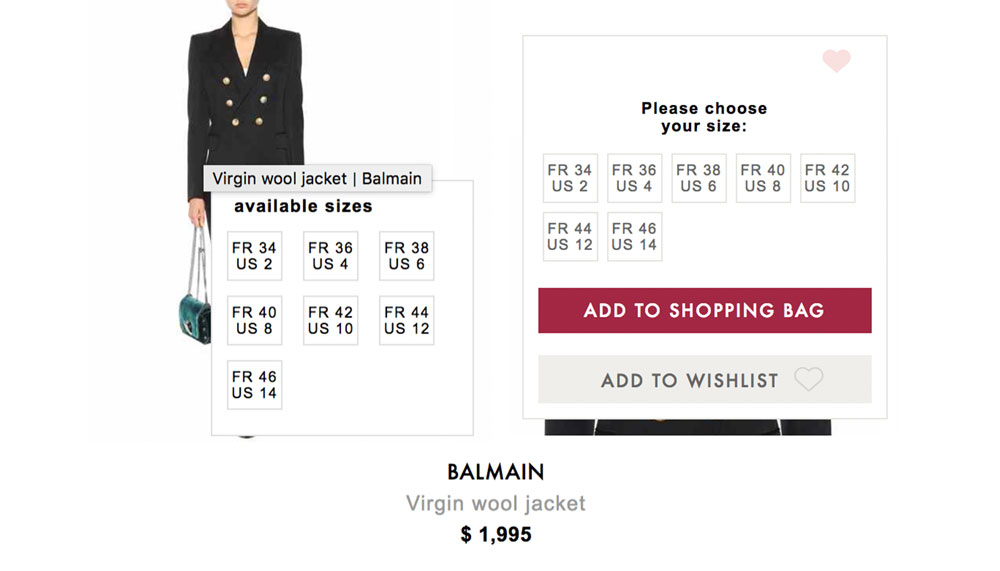 Virgin wool jacket | Balmain
available sizes
FR 34
US 2
FR 36
US 4
FR 38
US 6
FR 40
US 8
FR 42
US 10
FR 44
US 12
FR 46
US 14
Please choose
your size:
FR 34
US 2
FR 36
US 4
FR 38
US 6
FR 40
US 8
FR 42
US 10
FR 44
US 12
FR 46
US 14
ADD TO SHOPPING BAG
ADD TO WISHLIST
BALMAIN
Virgin wool jacket
$ 1,995